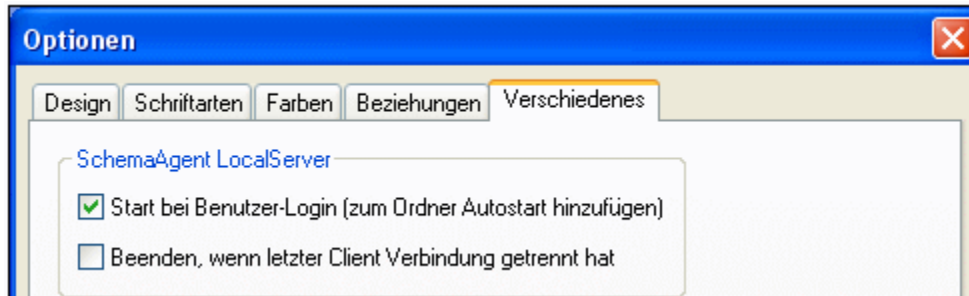 Optionen
Design Schriftarten Farben Beziehungen Verschiedenes
SchemaAgent LocalServer
Start bei Benutzer-Login (zum Ordner Autostart hinzufügen)
Beenden, wenn letzter Client Verbindung getrennt hat